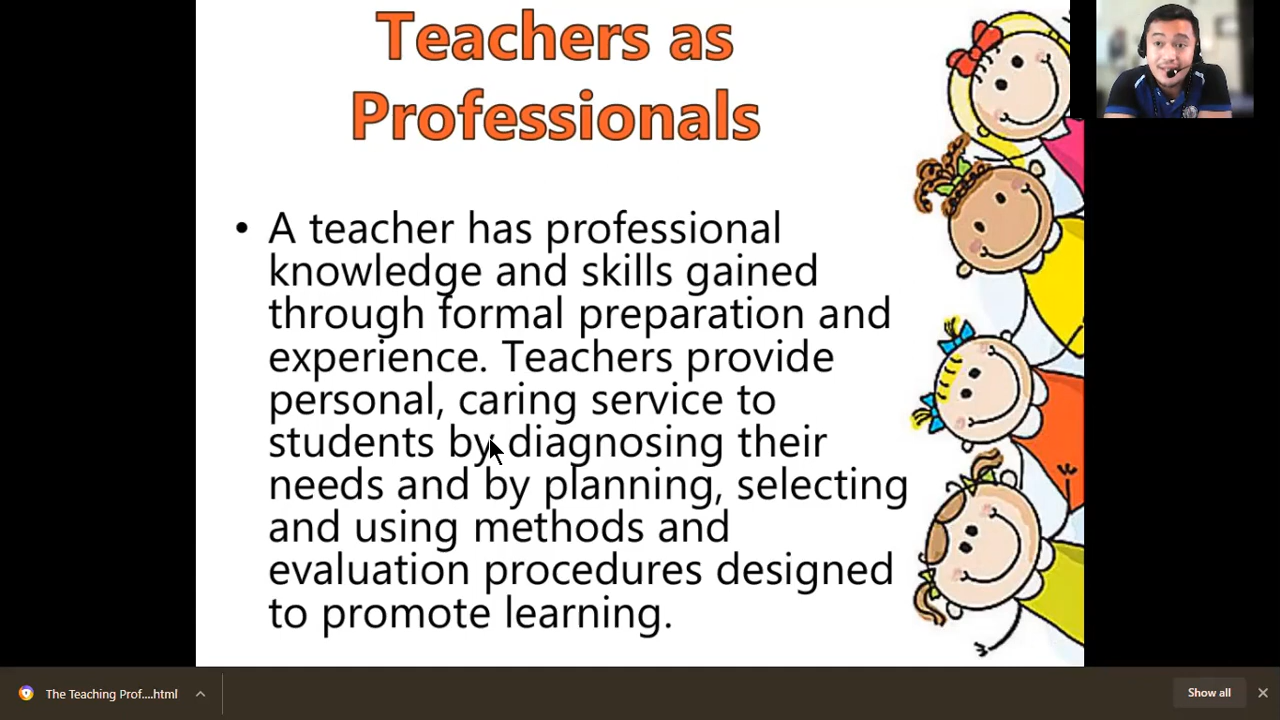 Teachers as
Professionals
• A teacher has professional
knowledge and skills gained
through formal preparation and
experience. Teachers provide
personal, caring service to
students by diagnosing their
needs and by planning, selecting
and using methods and
evaluation procedures designed
to promote learning.
The Teaching Prof....html
Show all